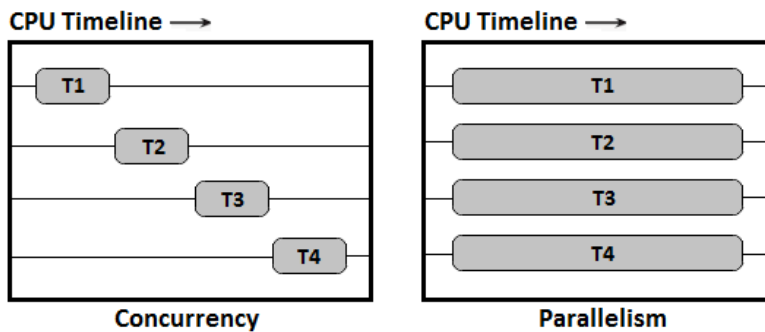 CPU Timeline
T1
T2
T3
T4
Concurrency
CPU Timeline
T1
T2
T3
T4
Parallelism